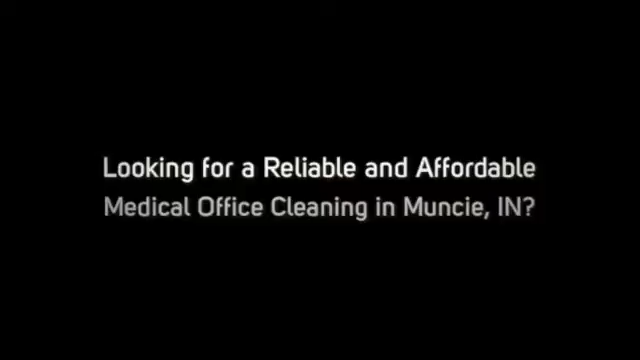 Looking for a Reliable and Affordable
Medical Office Cleaning in Muncie, IN?